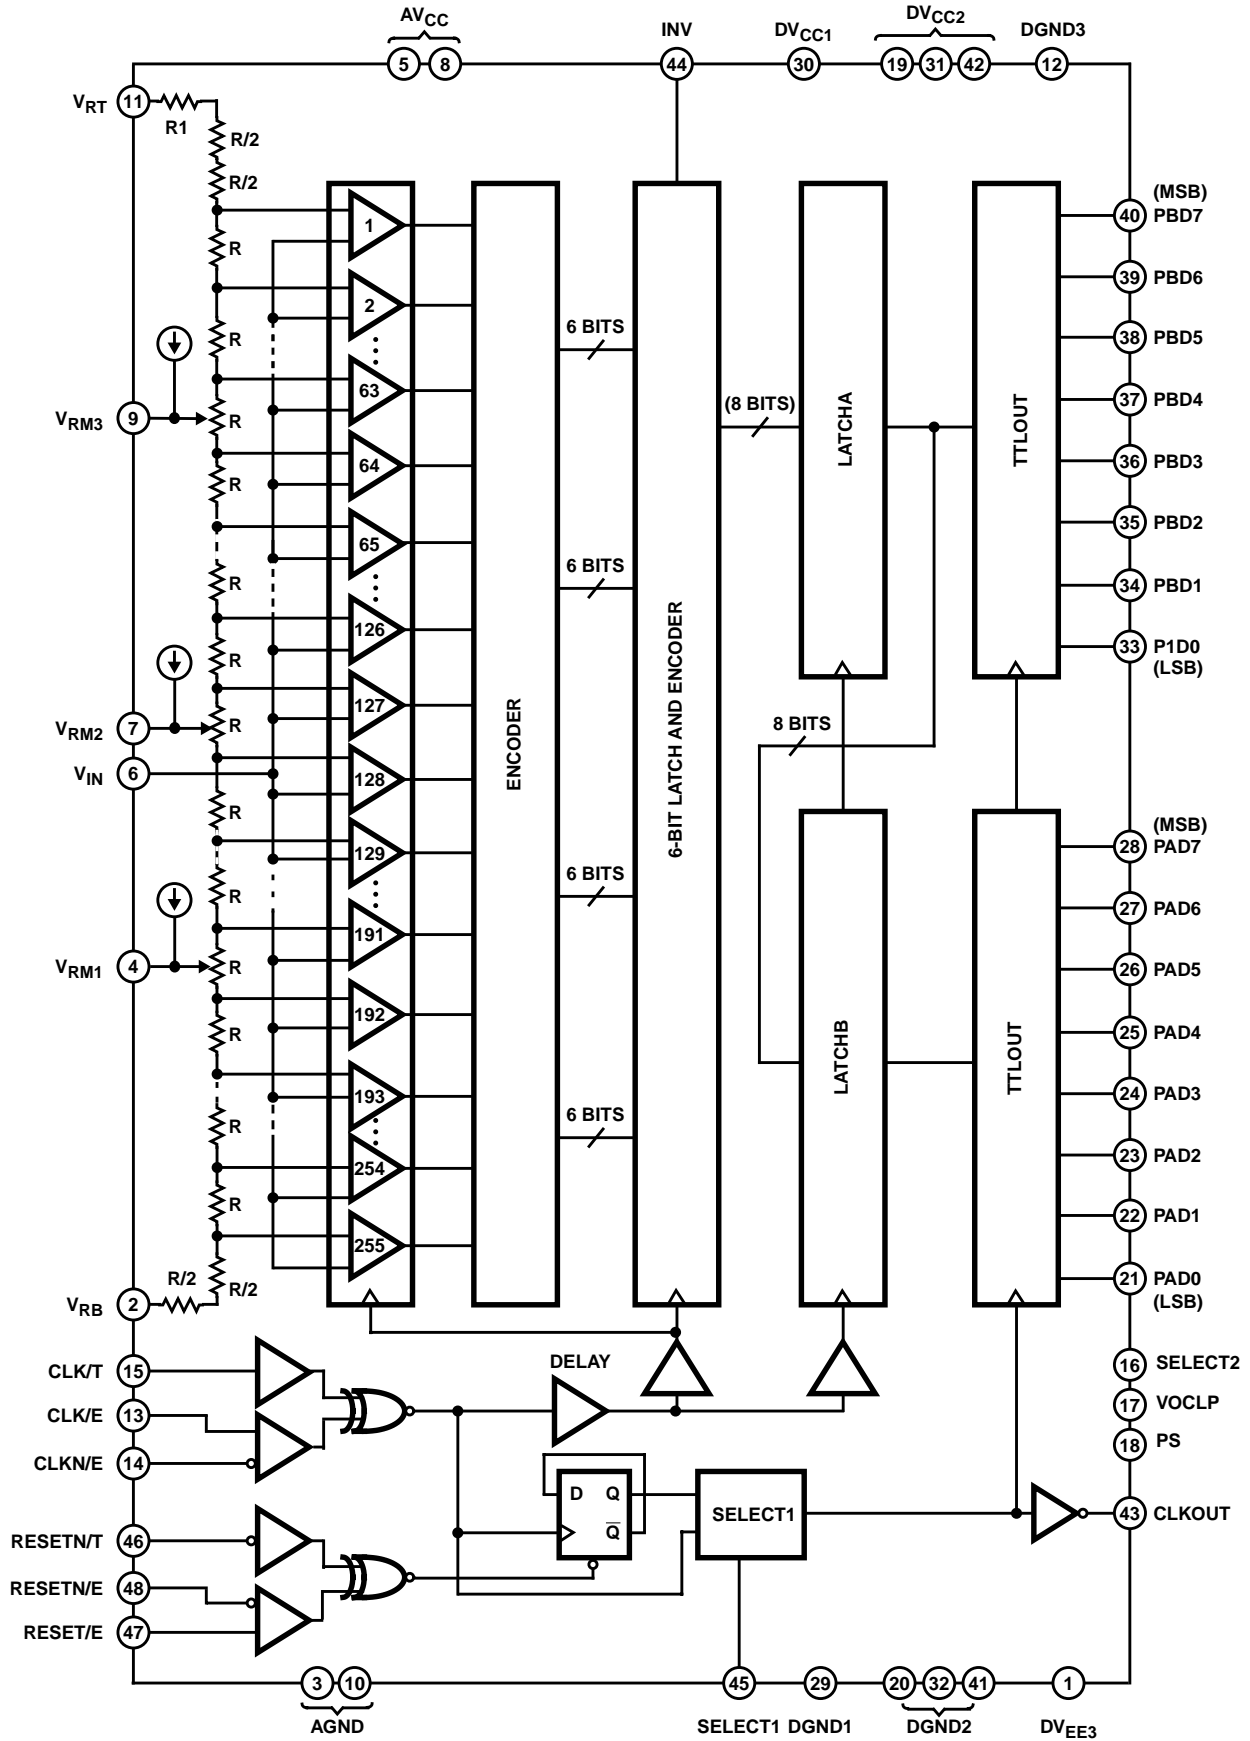 AVCC
INV
DVCC1
DVCC2
DGND3
5
8
44
30
19
31
42
12
VRT
11
R1
R/2
R/2
R
R
VRM3
9
R
R
R
R
VRM2
7
R
VIN
6
R
R
VRM1
4
R
R
R
R
R/2
R/2
VRB
2
1
2
63
64
65
126
127
128
129
191
192
193
254
255
ENCODER
6 BITS
6 BITS
6 BITS
6 BITS
6-BIT LATCH AND ENCODER
(8 BITS)
LATCHA
TTLOUT
8 BITS
LATCHB
TTLOUT
(MSB)
40 PBD7
39 PBD6
38 PBD5
37 PBD4
36 PBD3
35 PBD2
34 PBD1
33 P1D0
(LSB)
(MSB)
28 PAD7
27 PAD6
26 PAD5
25 PAD4
24 PAD3
23 PAD2
22 PAD1
21 PAD0
(LSB)
16 SELECT2
17 VOCLP
18 PS
43 CLKOUT
CLK/T 15
CLK/E 13
CLKN/E 14
RESETN/T 46
RESETN/E 48
RESET/E 47
DELAY
D Q
Q
SELECT1
3
10
45
29
20
32
41
1
AGND
SELECT1
DGND1
DGND2
DVEE3